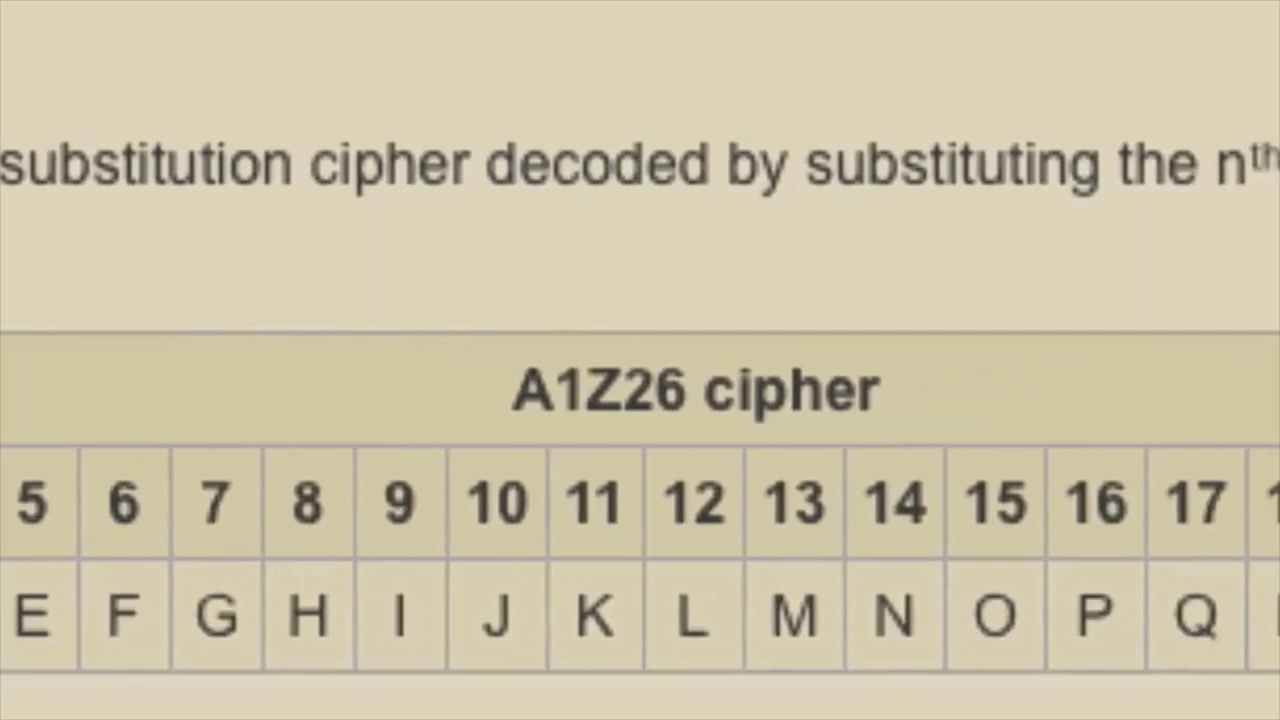 substitution cipher decoded by substituting the nth
A1Z26 cipher
5 6 7 8 9 10 11 12 13 14 15 16 17
E F G H I J K L M N O P Q